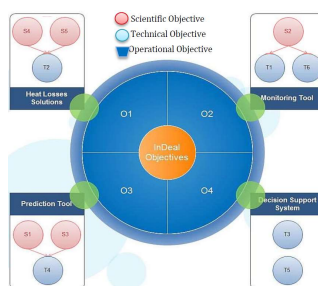 Scientific Objective
Technical Objective
Operational Objective
S4 S5
T2
Heat Losses
Solutions
S2
T1 T6
Monitoring Tool
O1 O2
InDeal
Objectives
O3 O4
Prediction Tool
S1 S3
T4
Decision Support
System
T3
T5